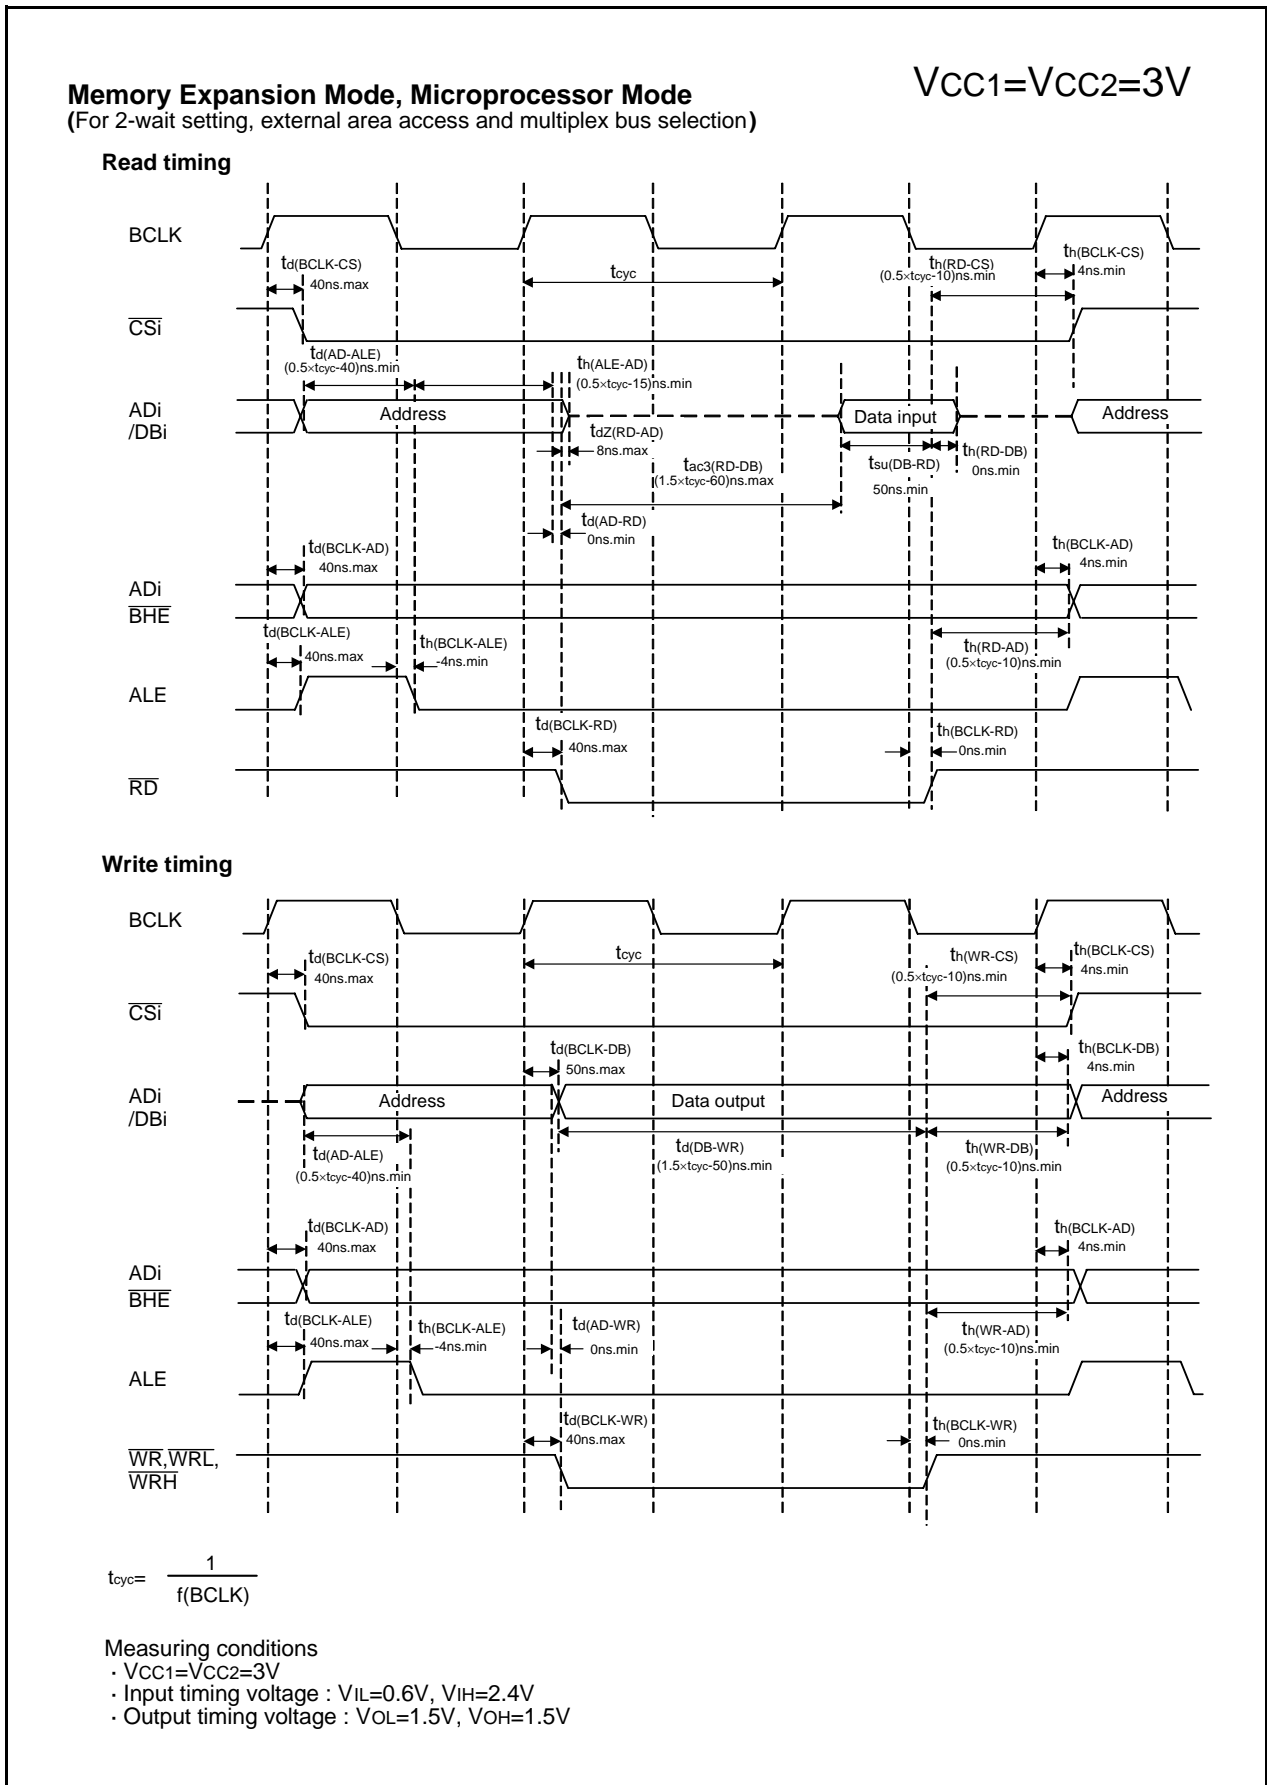 VCC1=VCC2=3V
Memory Expansion Mode, Microprocessor Mode
(For 2-wait setting, external area access and multiplex bus selection)
Read timing
BCLK
td(BCLK-CS)
40ns.max
tcyc
th(RD-CS)
(0.5×tcyc-10)ns.min
th(BCLK-CS)
4ns.min
CSi
td(AD-ALE)
(0.5×tcyc-40)ns.min
th(ALE-AD)
(0.5×tcyc-15)ns.min
ADi
/DBi
Address
Data input
Address
tdZ(RD-AD)
8ns.max
tac3(RD-DB)
(1.5×tcyc-60)ns.max
tsu(DB-RD)
50ns.min
th(RD-DB)
0ns.min
td(AD-RD)
0ns.min
td(BCLK-AD)
40ns.max
th(BCLK-AD)
4ns.min
ADi
BHE
td(BCLK-ALE)
40ns.max
th(BCLK-ALE)
-4ns.min
th(RD-AD)
(0.5×tcyc-10)ns.min
ALE
td(BCLK-RD)
40ns.max
th(BCLK-RD)
0ns.min
RD
Write timing
BCLK
td(BCLK-CS)
40ns.max
tcyc
th(WR-CS)
(0.5×tcyc-10)ns.min
th(BCLK-CS)
4ns.min
CSi
td(BCLK-DB)
50ns.max
th(BCLK-DB)
4ns.min
ADi
/DBi
Address
Data output
Address
td(AD-ALE)
(0.5×tcyc-40)ns.min
td(DB-WR)
(1.5×tcyc-50)ns.min
th(WR-DB)
(0.5×tcyc-10)ns.min
td(BCLK-AD)
40ns.max
th(BCLK-AD)
4ns.min
ADi
BHE
td(BCLK-ALE)
40ns.max
th(BCLK-ALE)
-4ns.min
td(AD-WR)
0ns.min
th(WR-AD)
(0.5×tcyc-10)ns.min
ALE
td(BCLK-WR)
40ns.max
th(BCLK-WR)
0ns.min
WR,WRL,
WRH
tcyc= 1
f(BCLK)
Measuring conditions
· VCC1=VCC2=3V
· Input timing voltage : VIL=0.6V, VIH=2.4V
· Output timing voltage : VOL=1.5V, VOH=1.5V